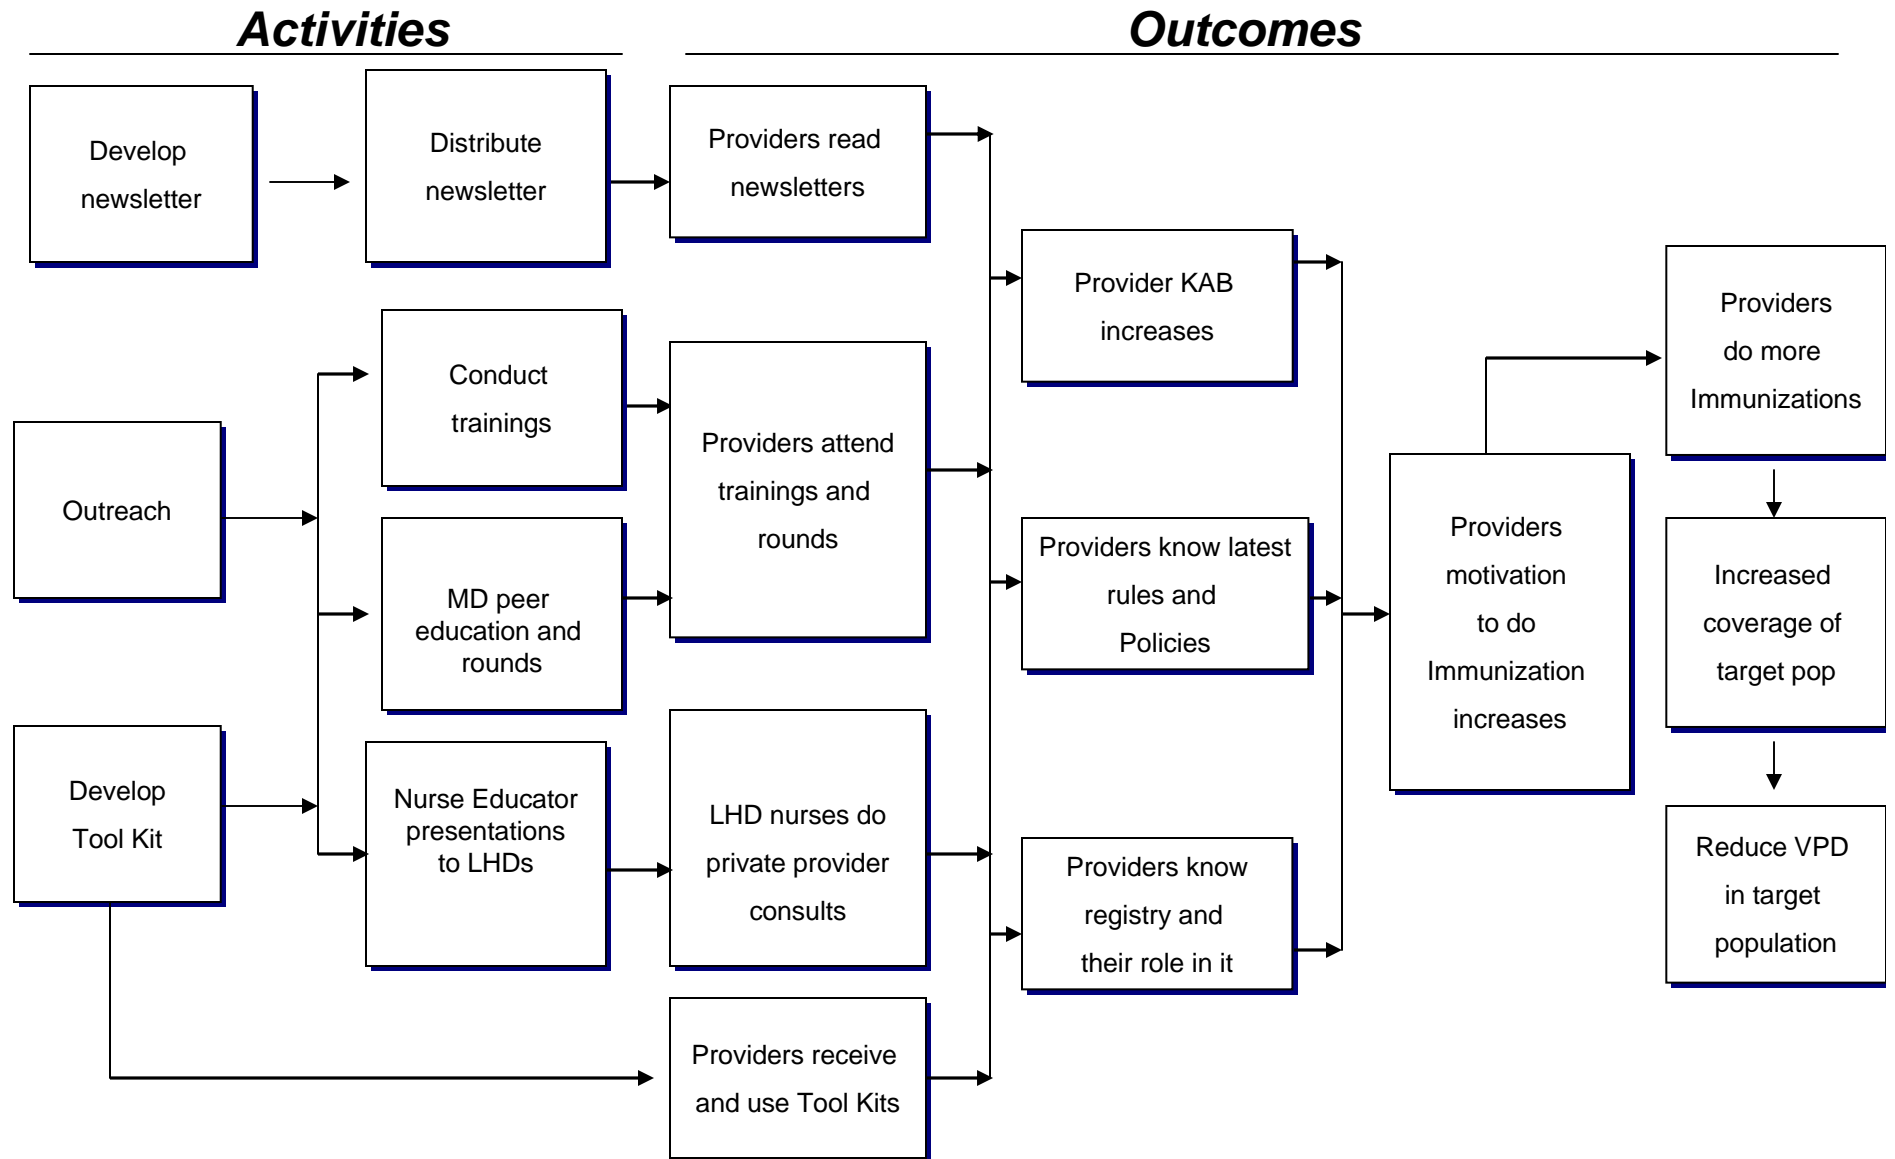 Activities
Outcomes
Develop
newsletter
Distribute
newsletter
Providers read
newsletters
Outreach
Develop
Tool Kit
Conduct
trainings
MD peer
education and
rounds
Nurse Educator
presentations
to LHDs
Providers attend
trainings and
rounds
LHD nurses do
private provider
consults
Providers receive
and use Tool Kits
Provider KAB
increases
Providers know latest
rules and
Policies
Providers know
registry and
their role in it
Providers
motivation
to do
Immunization
increases
Providers
do more
Immunizations
Increased
coverage of
target pop
Reduce VPD
in target
population